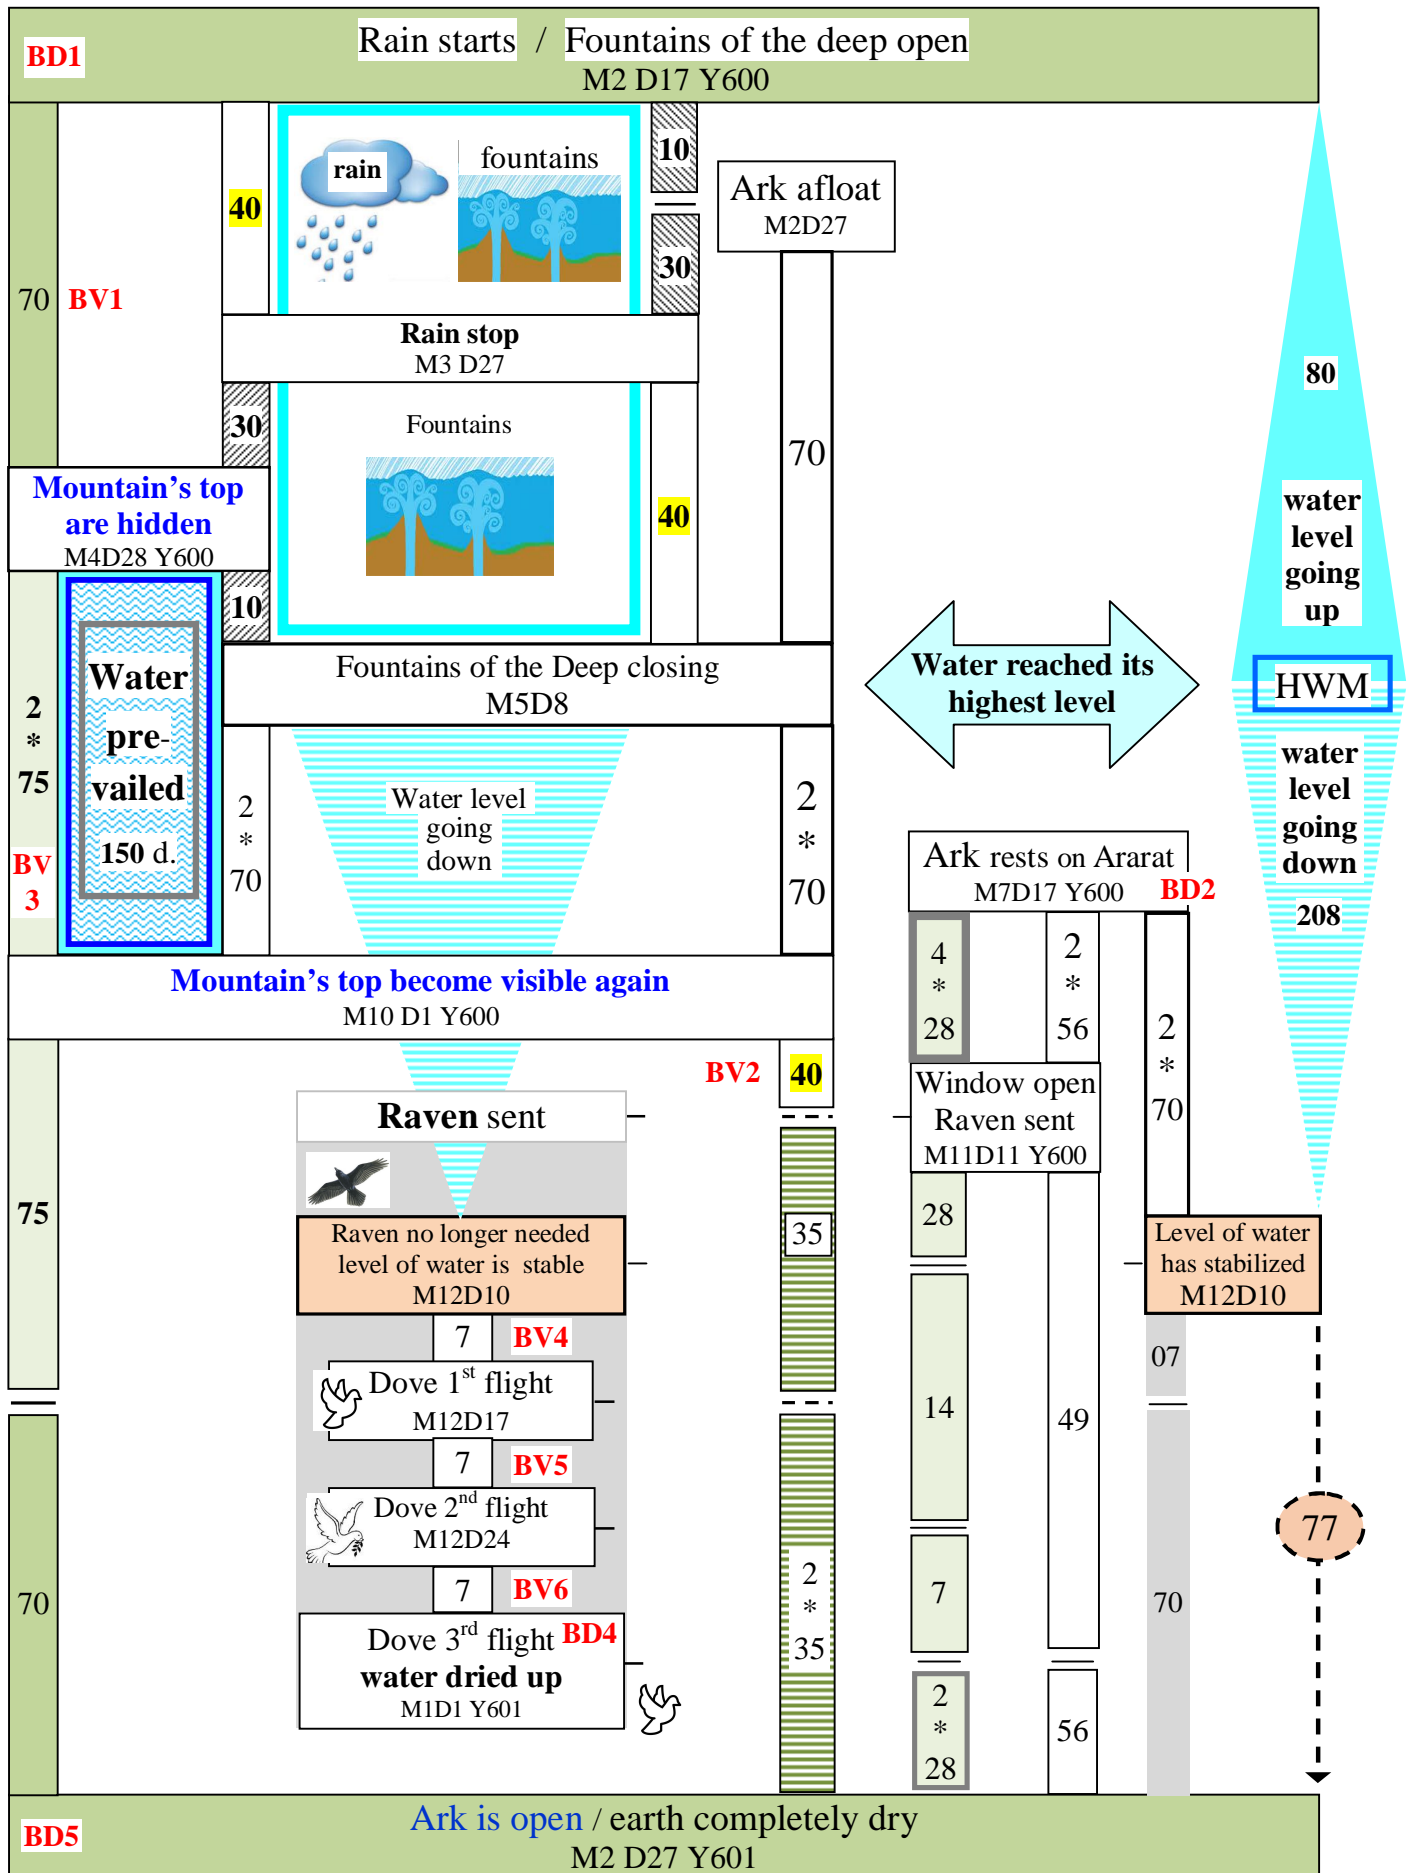 BD1
Rain starts / Fountains of the deep open
M2 D17 Y600
rain
fountains
40
10
30
Ark afloat
M2D27
70
BV1
Rain stop
M3 D27
80
30
Fountains
70
40
Mountain's top
are hidden
M4D28 Y600
10
water
level
going
up
Fountains of the Deep closing
M5D8
Water reached its
highest level
HWM
2
*
75
BV
3
Water
pre-
vailed
150 d.
2
*
70
Water level
going
down
2
*
70
water
level
going
down
208
Ark rests on Ararat
M7D17 Y600
BD2
4
*
28
2
*
56
2
*
70
Mountain's top become visible again
M10 D1 Y600
BV2
40
Raven sent
Window open
Raven sent
M11D11 Y600
75
35
28
Raven no longer needed
level of water is stable
M12D10
Level of water
has stabilized
M12D10
7
BV4
07
Dove 1st flight
M12D17
14
49
7
BV5
Dove 2nd flight
M12D24
77
7
BV6
70
2
*
35
7
70
Dove 3rd flight
BD4
water dried up
M1D1 Y601
2
*
28
56
BD5
Ark is open / earth completely dry
M2 D27 Y601